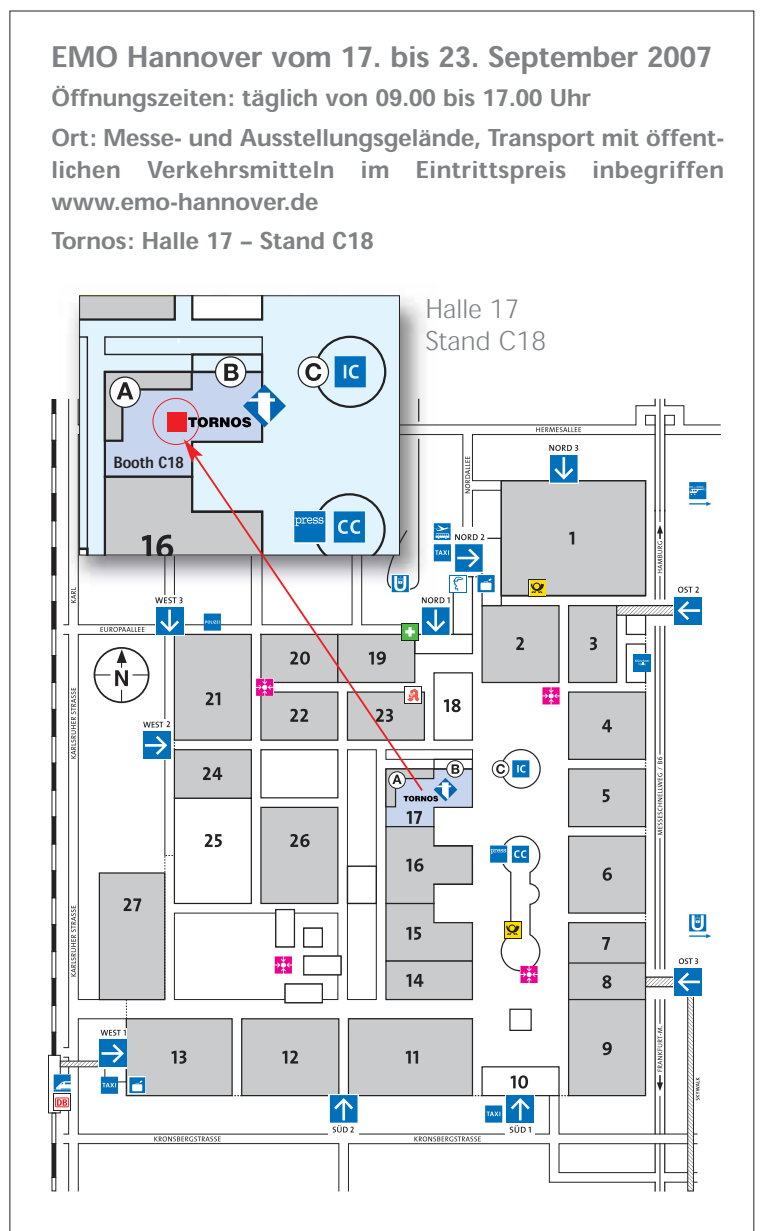 EMO Hannover vom 17. bis 23. September 2007
Öffnungszeiten: täglich von 09.00 bis 17.00 Uhr
Ort: Messe- und Ausstellungsgelände, Transport mit öffent-
lichen Verkehrsmitteln im Eintrittspreis inbegriffen
www.emo-hannover.de
Tornos: Halle 17 – Stand C18
Halle 17
Stand C18
A
B
C
IC
TORNOS
Booth C18
press
CC
16
HERMESALLEE
NORD 3
NORDALLEE
1
HAMBURG
NORD 2
TAXI
OST 2
KARL
WEST 3
POLIZEI
NORD 1
EUROPAALLEE
N
20
19
2
3
21
22
23
18
4
KARLSRUHER STRASSE
WEST 2
24
A
B
C
IC
TORNOS
17
5
MESSESCHNELLWEG / B6
25
26
16
press
CC
6
27
15
7
KARLSRUHER STRASSE
14
8
OST 3
WEST 1
13
12
11
10
9
FRANKFURT-M.
SKYWALK
TAXI
DB
SÜD 2
TAXI
SÜD 1
KRONSBERGSTRASSE
KRONSBERGSTRASSE